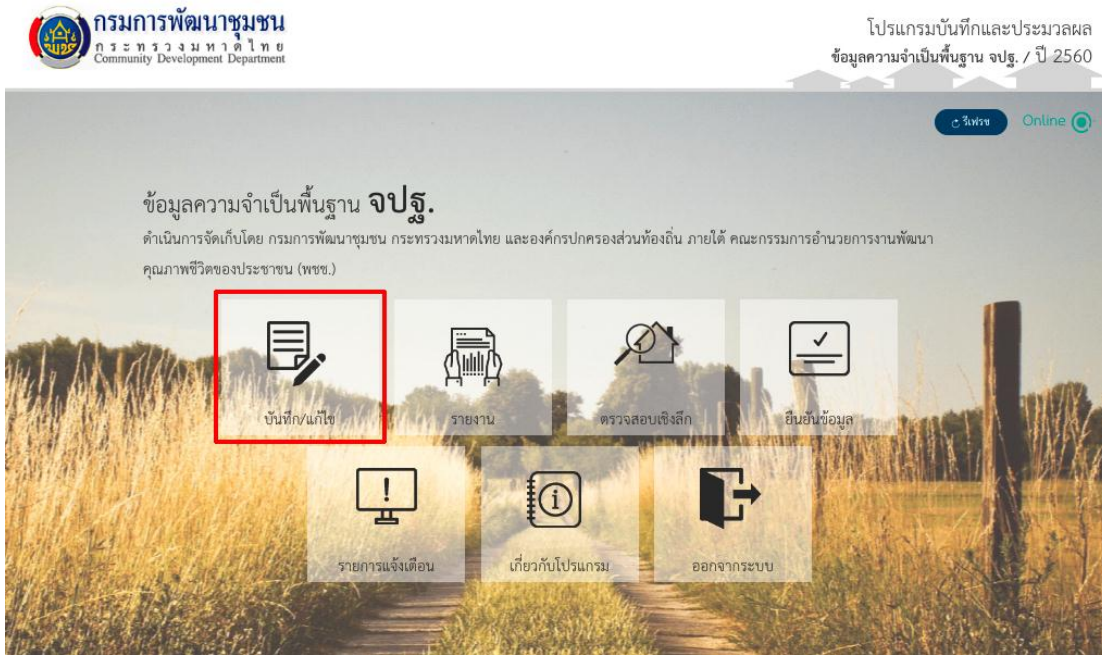 กรมการพัฒนาชุมชน
กระทรวงมหาดไทย
Community Development Department
โปรแกรมบันทึกและประมวลผล
ข้อมูลความจำเป็นพื้นฐาน จปฐ. / ปี 2560
รีเฟรช Online
ข้อมูลความจำเป็นพื้นฐาน จปฐ.
ดำเนินการจัดเก็บโดย กรมการพัฒนาชุมชน กระทรวงมหาดไทย และองค์กรปกครองส่วนท้องถิ่น ภายใต้ คณะกรรมการอำนวยการงานพัฒนา
คุณภาพชีวิตของประชาชน (พชช.)
บันทึก/แก้ไข รายงาน ตรวจสอบเชิงลึก ยืนยันข้อมูล
รายการแจ้งเตือน เกี่ยวกับโปรแกรม ออกจากระบบ